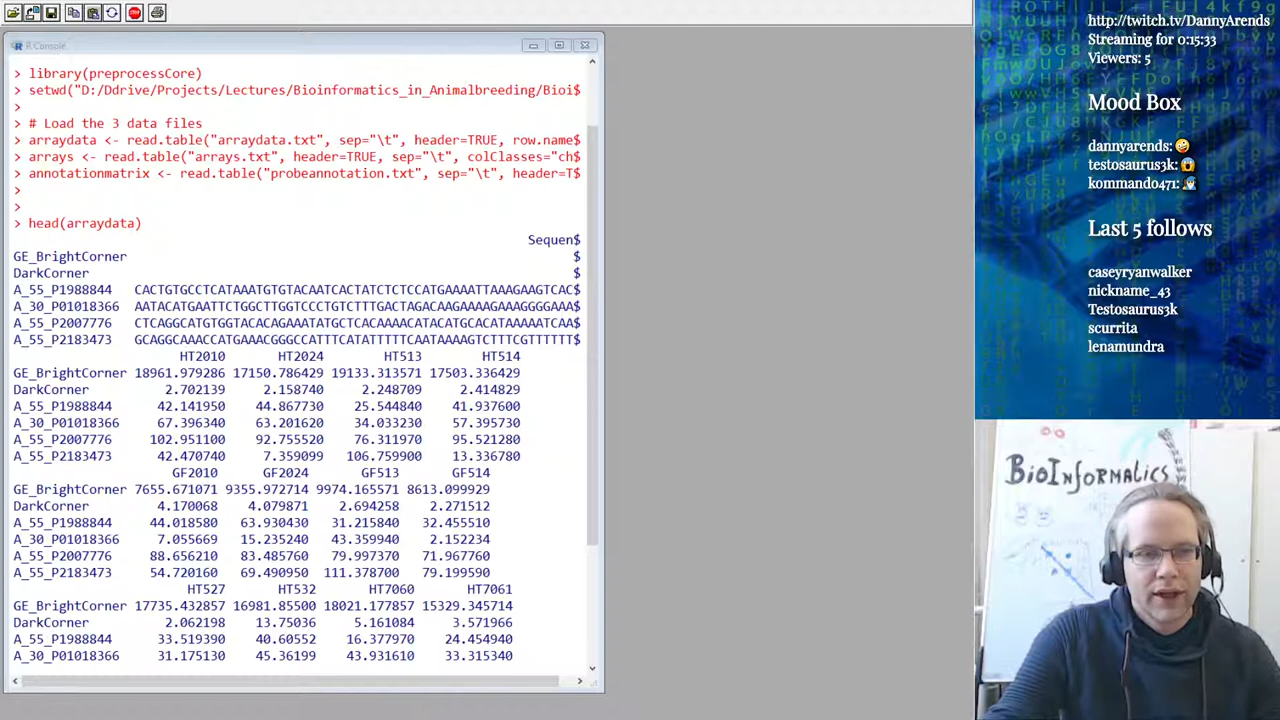 R Console
> library(preprocessCore)
> setwd("D:/Ddrive/Projects/Lectures/Bioinformatics_in_Animalbreeding/Bioi$
>
> # Load the 3 data files
> arraydata <- read.table("arraydata.txt", sep="\t", header=TRUE, row.name$
> arrays <- read.table("arrays.txt", header=TRUE, sep="\t", colClasses="ch$
> annotationmatrix <- read.table("probeannotation.txt", sep="\t", header=T$
>
>
> head(arraydata)
Sequen$
GE_BrightCorner $
DarkCorner $
A_55_P1988844 CACTGTGCCTCATAAATGTGTACAATCACTATCTCTCCATGAAAATTAAAGAAGTCAC$
A_30_P01018366 AATACATGAATTCTGGCTTGGTCCCTGTCTTTGACTAGACAAGAAAAGAAAGGGGAAA$
A_55_P2007776 CTCAGGCATGTGGTACACAGAAATATGCTCACAAAACATACATGCACATAAAAATCAA$
A_55_P2183473 GCAGGCAAACCATGAAACGGGCCATTTCATATTTTTCAATAAAAGTCTTTCGTTTTTT$
HT2010 HT2024 HT513 HT514
GE_BrightCorner 18961.979286 17150.786429 19133.313571 17503.336429
DarkCorner 2.702139 2.158740 2.248709 2.414829
A_55_P1988844 42.141950 44.867730 25.544840 41.937600
A_30_P01018366 67.396340 63.201620 34.033230 57.395730
A_55_P2007776 102.951100 92.755520 76.311970 95.521280
A_55_P2183473 42.470740 7.359099 106.759900 13.336780
GF2010 GF2024 GF513 GF514
GE_BrightCorner 7655.671071 9355.972714 9974.165571 8613.099929
DarkCorner 4.170068 4.079871 2.694258 2.271512
A_55_P1988844 44.018580 63.930430 31.215840 32.455510
A_30_P01018366 7.055669 15.235240 43.359940 2.152234
A_55_P2007776 88.656210 83.485760 79.997370 71.967760
A_55_P2183473 54.720160 69.490950 111.378700 79.199590
HT527 HT532 HT7060 HT7061
GE_BrightCorner 17735.432857 16981.85500 18021.177857 15329.345714
DarkCorner 2.062198 13.75036 5.161084 3.571966
A_55_P1988844 33.519390 40.60552 16.377970 24.454940
A_30_P01018366 31.175130 45.36199 43.931610 33.315340
http://twitch.tv/DannyArends
Streaming for 0:15:33
Viewers: 5
Mood Box
dannyarends:
testosaurus3k:
kommando471:
Last 5 follows
caseyryanwalker
nickname_43
Testosaurus3k
scurrita
lenamundra
BioInformatics